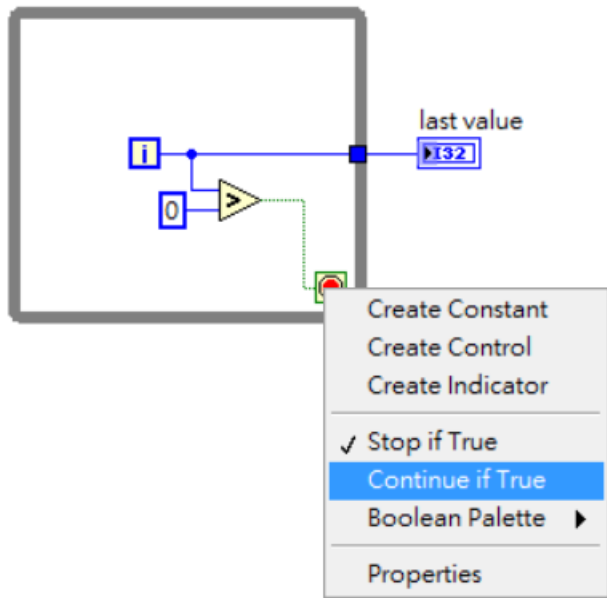 last value
i
I32
0
>
Create Constant
Create Control
Create Indicator
✓ Stop if True
Continue if True
Boolean Palette
Properties